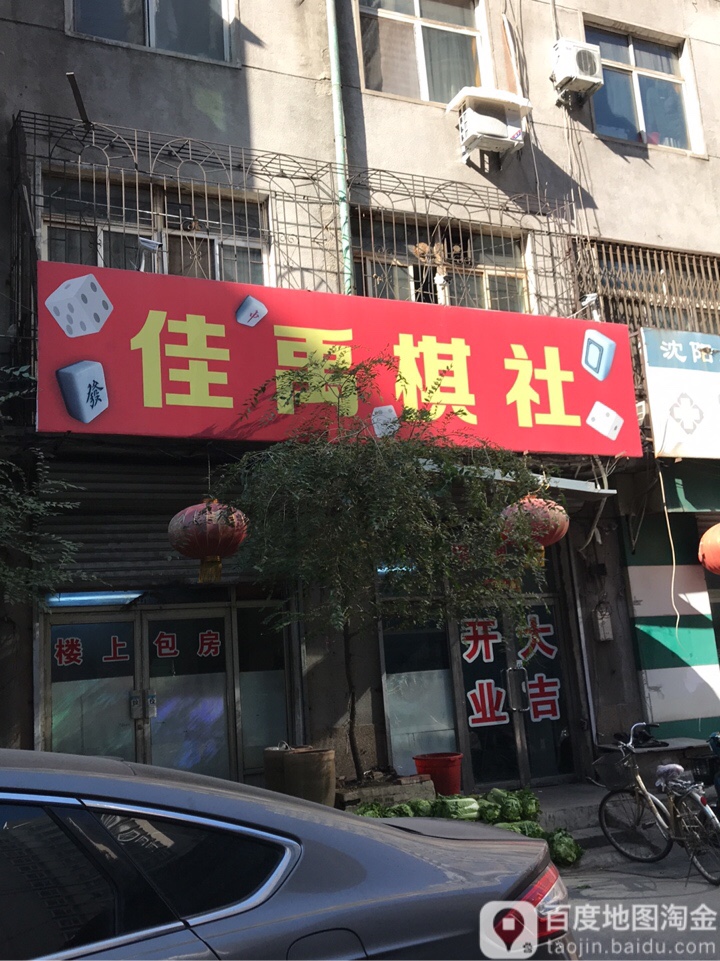 佳禹棋社
發
沈阳
楼上包房
开大
业吉
百度地图淘金
taojin.baidu.com